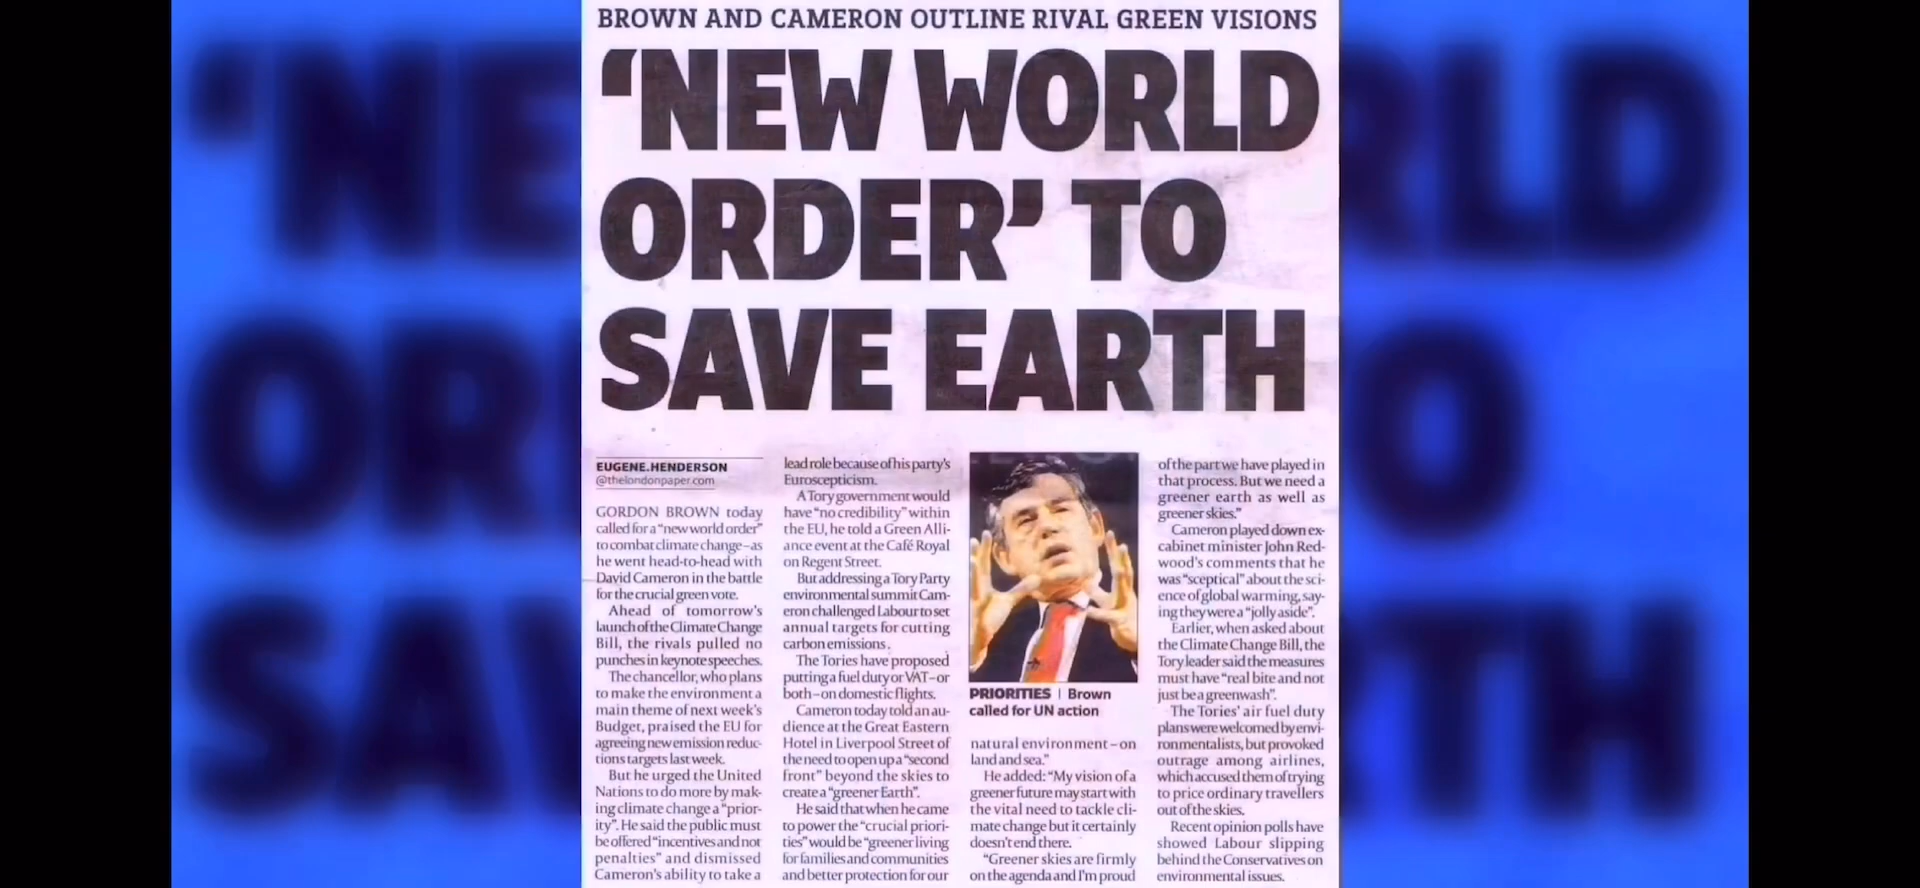 BROWN AND CAMERON OUTLINE RIVAL GREEN VISIONS
‘NEW WORLD
ORDER’ TO
SAVE EARTH
EUGENE.HENDERSON
@thelondonpaper.com
GORDON BROWN today
called for a “new world order”
to combat climate change – as
he went head-to-head with
David Cameron in the battle
for the crucial green vote.
Ahead of tomorrow’s
launch of the Climate Change
Bill, the rivals pulled no
punches in keynote speeches.
The chancellor, who plans
to make the environment a
main theme of next week’s
Budget, praised the EU for
agreeing new emission reduc-
tions targets last week.
But he urged the United
Nations to do more by mak-
ing climate change a “prior-
ity”. He said the public must
be offered “incentives and not
penalties” and dismissed
Cameron’s ability to take a
lead role because of his party’s
Euroscepticism.
A Tory government would
have “no credibility” within
the EU, he told a Green Alli-
ance event at the Café Royal
on Regent Street.
But addressing a Tory Party
environmental summit Cam-
eron challenged Labour to set
annual targets for cutting
carbon emissions.
The Tories have proposed
putting a fuel duty or VAT – or
both – on domestic flights.
Cameron today told an au-
dience at the Great Eastern
Hotel in Liverpool Street of
the need to open up a “second
front” beyond the skies to
create a “greener Earth”.
He said that when he came
to power the “crucial priori-
ties” would be “greener living
for families and communities
and better protection for our
PRIORITIES | Brown
called for UN action
natural environment – on
land and sea.”
He added: “My vision of a
greener future may start with
the vital need to tackle cli-
mate change but it certainly
doesn’t end there.
“Greener skies are firmly
on the agenda and I’m proud
of the part we have played in
that process. But we need a
greener earth as well as
greener skies.”
Cameron played down ex-
cabinet minister John Red-
wood’s comments that he
was “sceptical” about the sci-
ence of global warming, say-
ing they were a “jolly aside”.
Earlier, when asked about
the Climate Change Bill, the
Tory leader said the measures
must have “real bite and not
just be a greenwash”.
The Tories’ air fuel duty
plans were welcomed by envi-
ronmentalists, but provoked
outrage among airlines,
which accused them of trying
to price ordinary travellers
out of the skies.
Recent opinion polls have
showed Labour slipping
behind the Conservatives on
environmental issues.